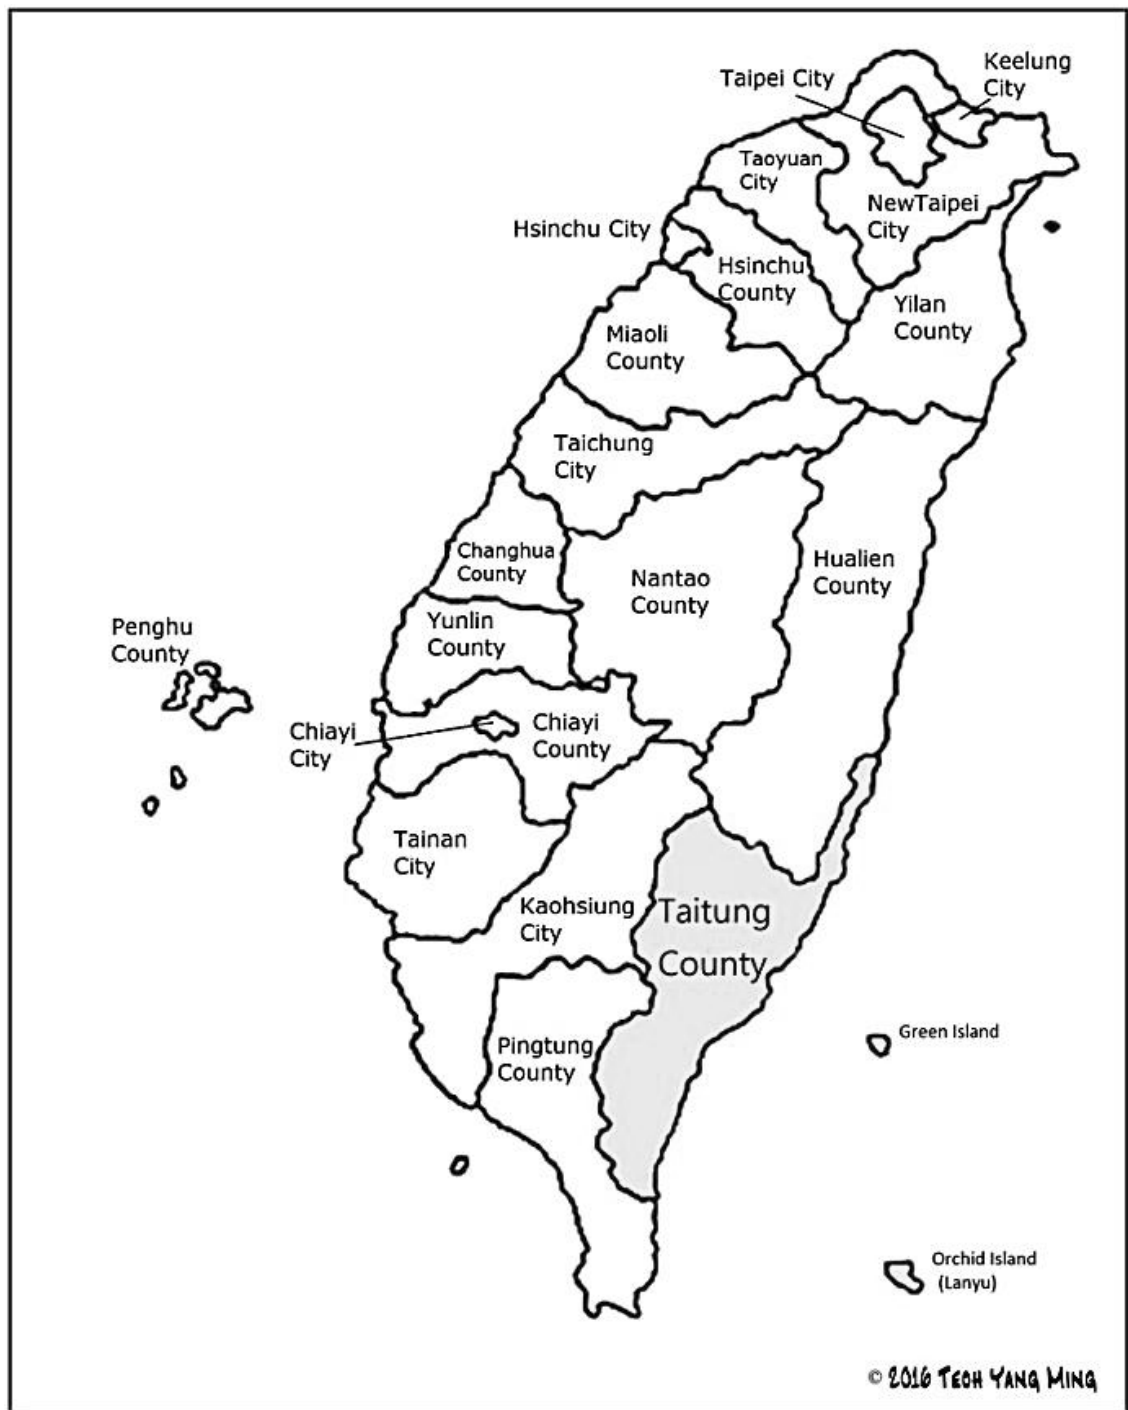 Keelung
City
Taipei City
Taoyuan
City
NewTaipei
City
Hsinchu City
Hsinchu
County
Yilan
County
Miaoli
County
Taichung
City
Changhua
County
Nantao
County
Hualien
County
Yunlin
County
Penghu
County
Chiayi
City
Chiayi
County
Tainan
City
Kaohsiung
City
Taitung
County
Green Island
Pingtung
County
Orchid Island
(Lanyu)
© 2016 TEOH YANG MING